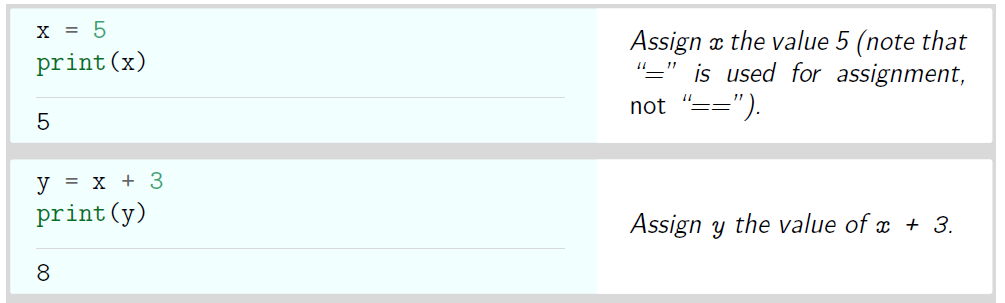 x = 5
print(x)
5
Assign x the value 5 (note that
“=” is used for assignment,
not “==”).
y = x + 3
print(y)
8
Assign y the value of x + 3.